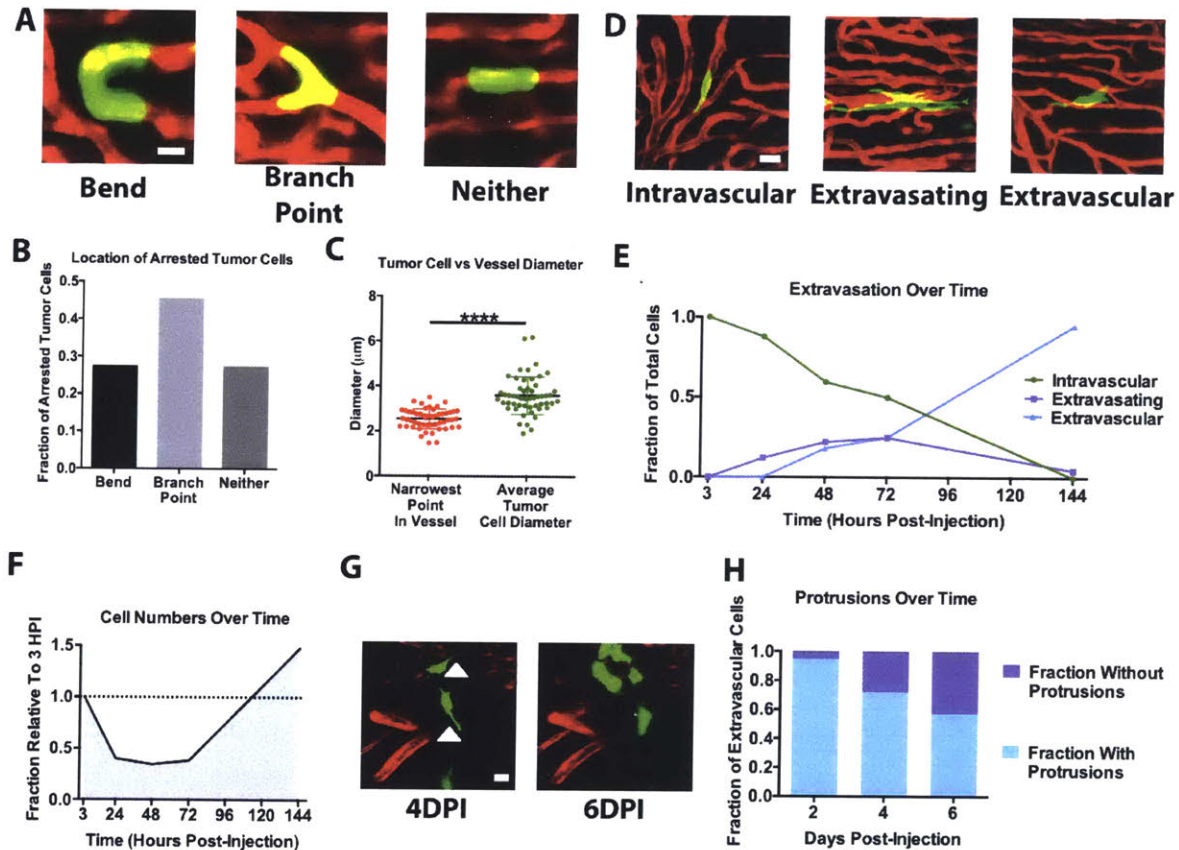 A
Bend
Branch
Point
Neither
D
Intravascular
Extravasating
Extravascular
B
Location of Arrested Tumor Cells
Fraction of Arrested Tumor Cells
0.5
0.4
0.3
0.2
0.1
0.0
Bend
Branch
Point
Neither
C
Tumor Cell vs Vessel Diameter
****
Diameter (μm)
8
6
4
2
0
Narrowest
Point
In Vessel
Average
Tumor
Cell Diameter
E
Extravasation Over Time
Fraction of Total Cells
1.0
0.5
0.0
3 24 48 72 96 120 144
Time (Hours Post-Injection)
Intravascular
Extravasating
Extravascular
F
Cell Numbers Over Time
Fraction Relative To 3 HPI
1.5
1.0
0.5
0.0
3 24 48 72 96 120 144
Time (Hours Post-Injection)
G
4DPI
6DPI
H
Protrusions Over Time
Fraction of Extravascular Cells
1.0
0.8
0.6
0.4
0.2
0.0
2 4 6
Days Post-Injection
Fraction Without
Protrusions
Fraction With
Protrusions